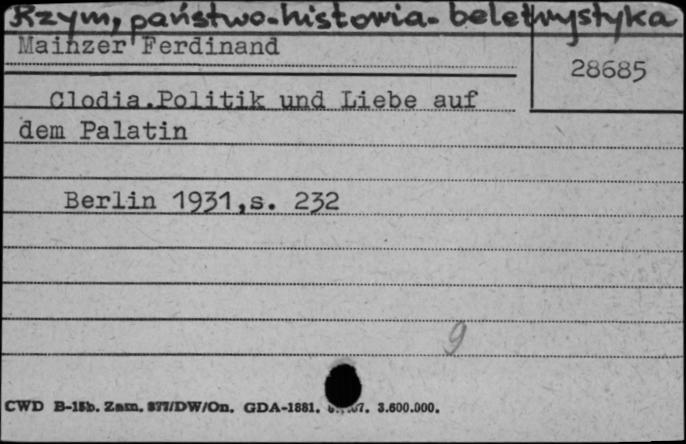 Rzym, państwo-historia- beletrystyka
Mainzer Ferdinand
28685
Clodia.Politik und Liebe auf
dem Palatin
Berlin 1931,s. 232
9
CWD B-15b. Zam. 877/DW/On. GDA-1881. 3.600.000.